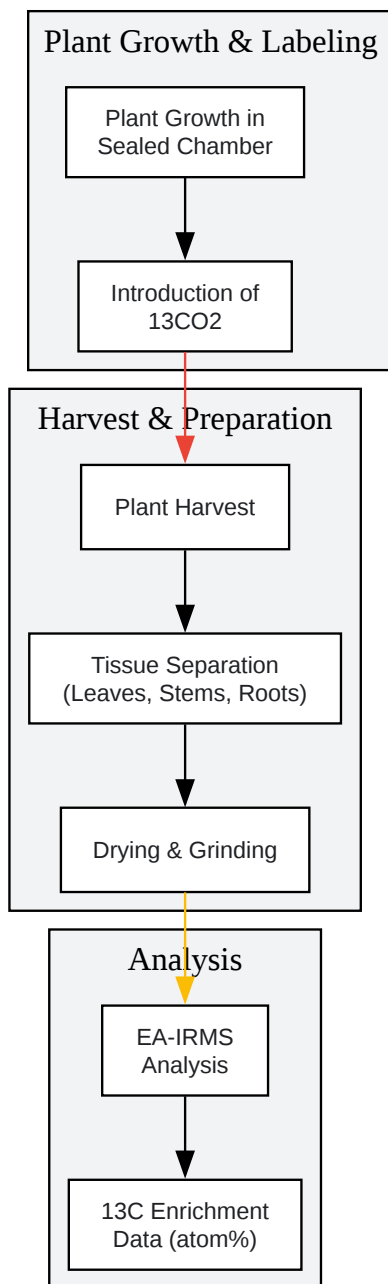 Plant Growth & Labeling
Plant Growth in
Sealed Chamber
Introduction of
13CO2
Harvest & Preparation
Plant Harvest
Tissue Separation
(Leaves, Stems, Roots)
Drying & Grinding
Analysis
EA-IRMS
Analysis
13C Enrichment
Data (atom%)